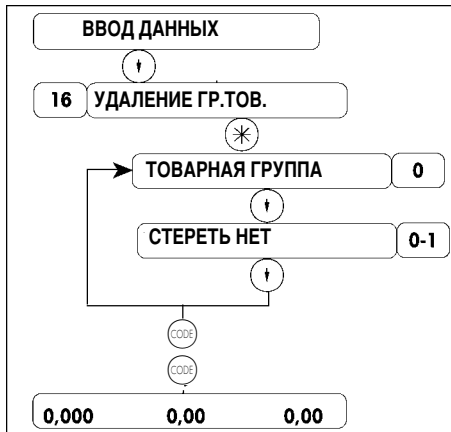 ВВОД ДАННЫХ
16 УДАЛЕНИЕ ГР.ТОВ.
ТОВАРНАЯ ГРУППА 0
СТЕРЕТЬ НЕТ 0-1
CODE
CODE
0,000 0,00 0,00